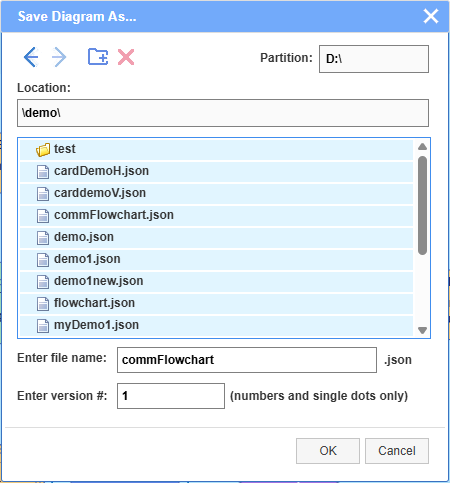 Save Diagram As...
Partition: D:\
Location:
\demo\
test
cardDemoH.json
carddemoV.json
commFlowchart.json
demo.json
demo1.json
demo1new.json
flowchart.json
myDemo1.json
Enter file name: commFlowchart .json
Enter version #: 1 (numbers and single dots only)
OK Cancel